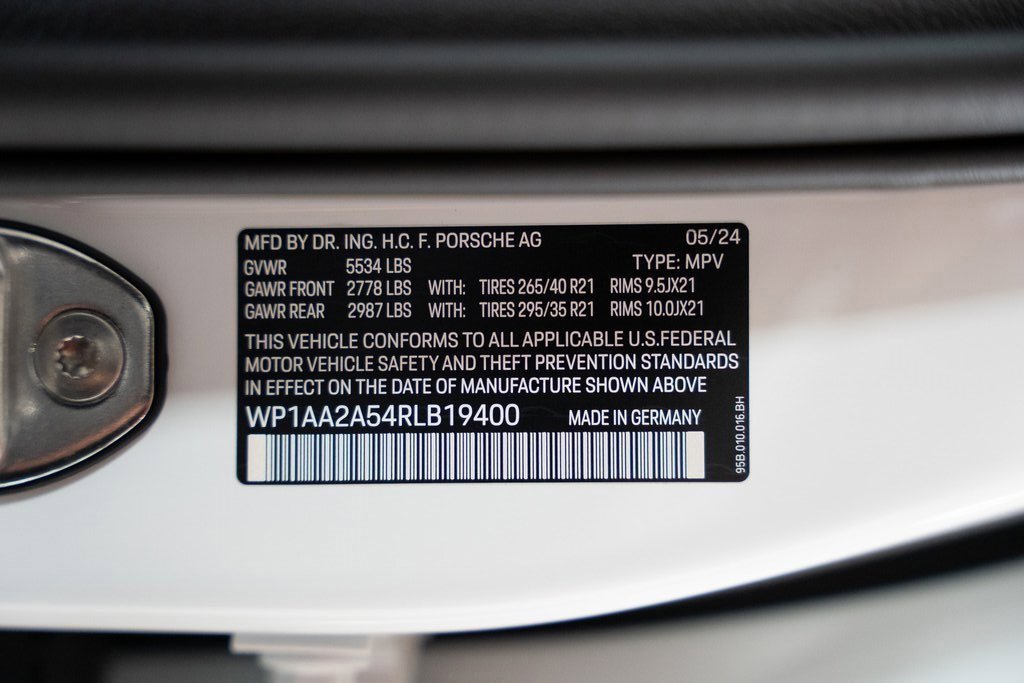 MFD BY DR. ING. H.C. F. PORSCHE AG 05/24
GVWR 5534 LBS TYPE: MPV
GAWR FRONT 2778 LBS WITH: TIRES 265/40 R21 RIMS 9.5JX21
GAWR REAR 2987 LBS WITH: TIRES 295/35 R21 RIMS 10.0JX21
THIS VEHICLE CONFORMS TO ALL APPLICABLE U.S.FEDERAL
MOTOR VEHICLE SAFETY AND THEFT PREVENTION STANDARDS
IN EFFECT ON THE DATE OF MANUFACTURE SHOWN ABOVE
WP1AA2A54RLB19400 MADE IN GERMANY
95B.010.016.BH